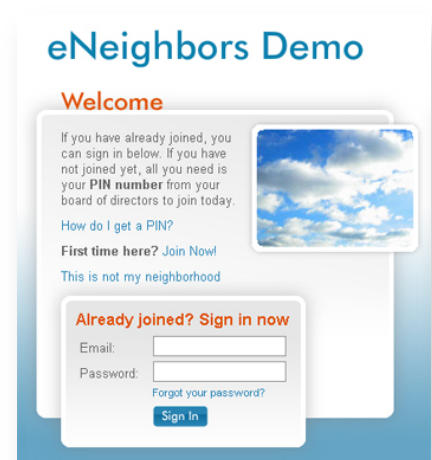 eNeighbors Demo
Welcome
If you have already joined, you
can sign in below. If you have
not joined yet, all you need is
your PIN number from your
board of directors to join today.
How do I get a PIN?
First time here? Join Now!
This is not my neighborhood
Already joined? Sign in now
Email:
Password:
Forgot your password?
Sign In